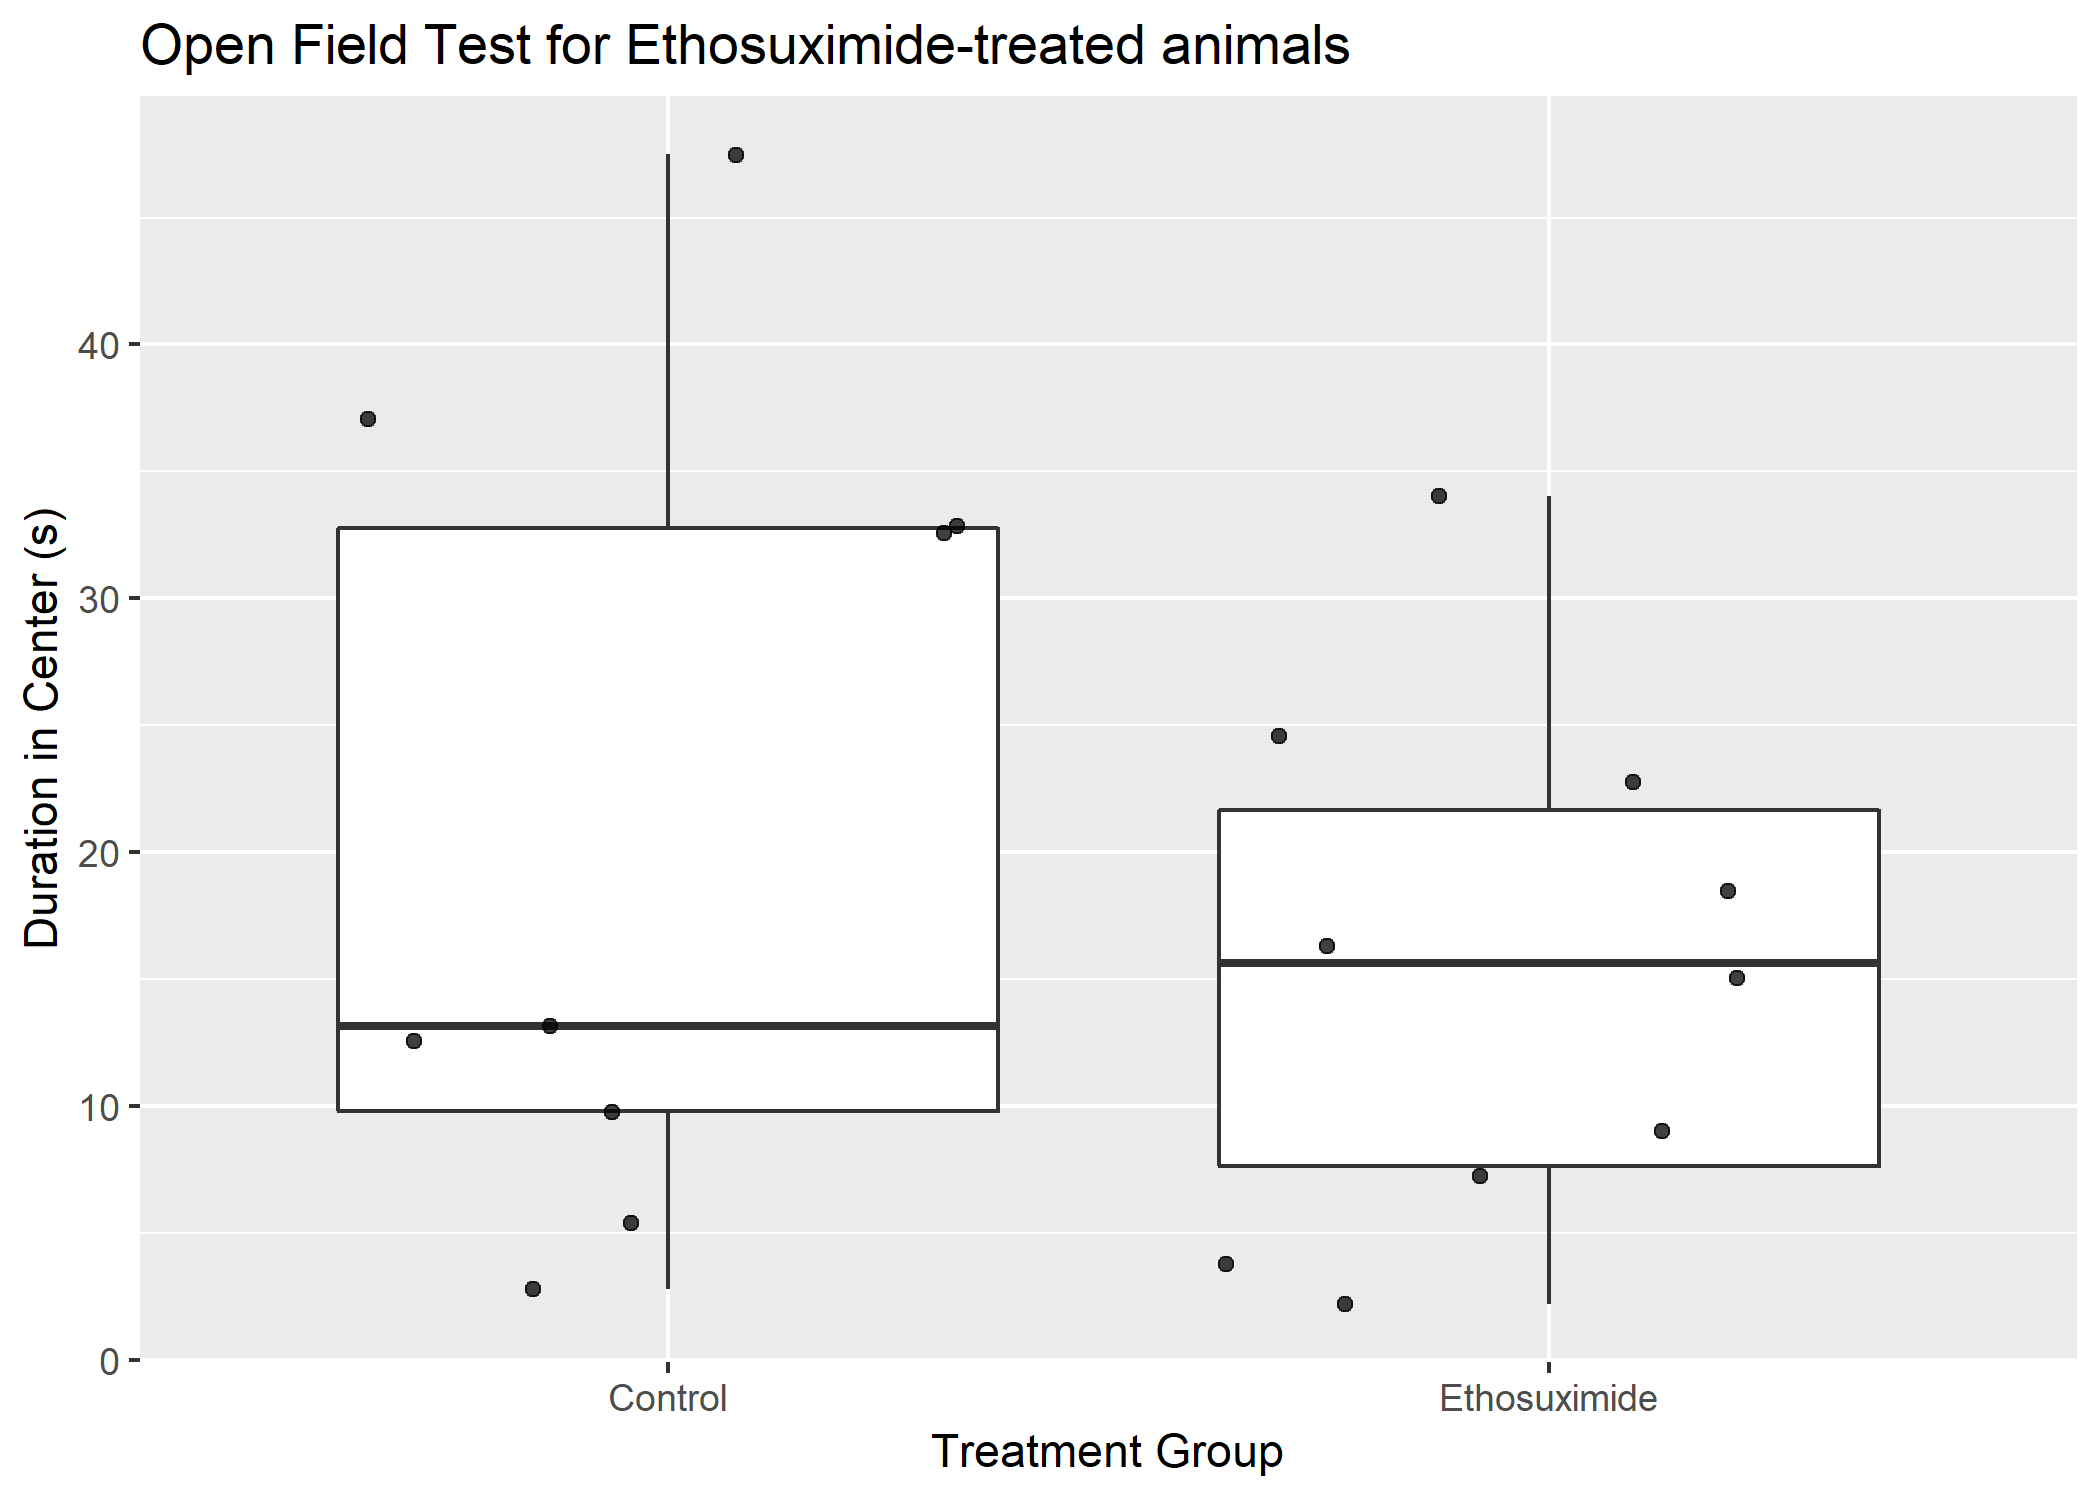 Open Field Test for Ethosuximide-treated animals
Duration in Center (s)
40
30
20
10
0
Control
Ethosuximide
Treatment Group